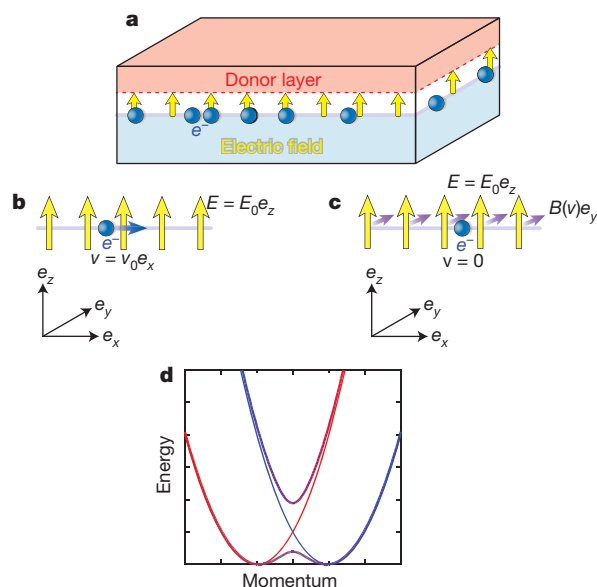 a
Donor layer
e⁻
Electric field
b
E = E₀e_z
e⁻
v = v₀e_x
e_z
e_y
e_x
c
E = E₀e_z
B(v)e_y
e⁻
v = 0
e_z
e_y
e_x
d
Energy
Momentum